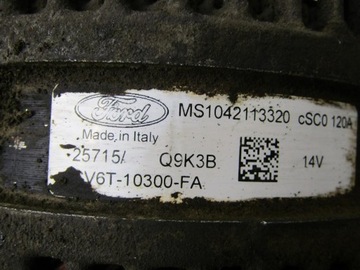 Ford MS1042113320 cSC0 120A
Made in Italy
25715/ Q9K3B 14V
V6T-10300-FA